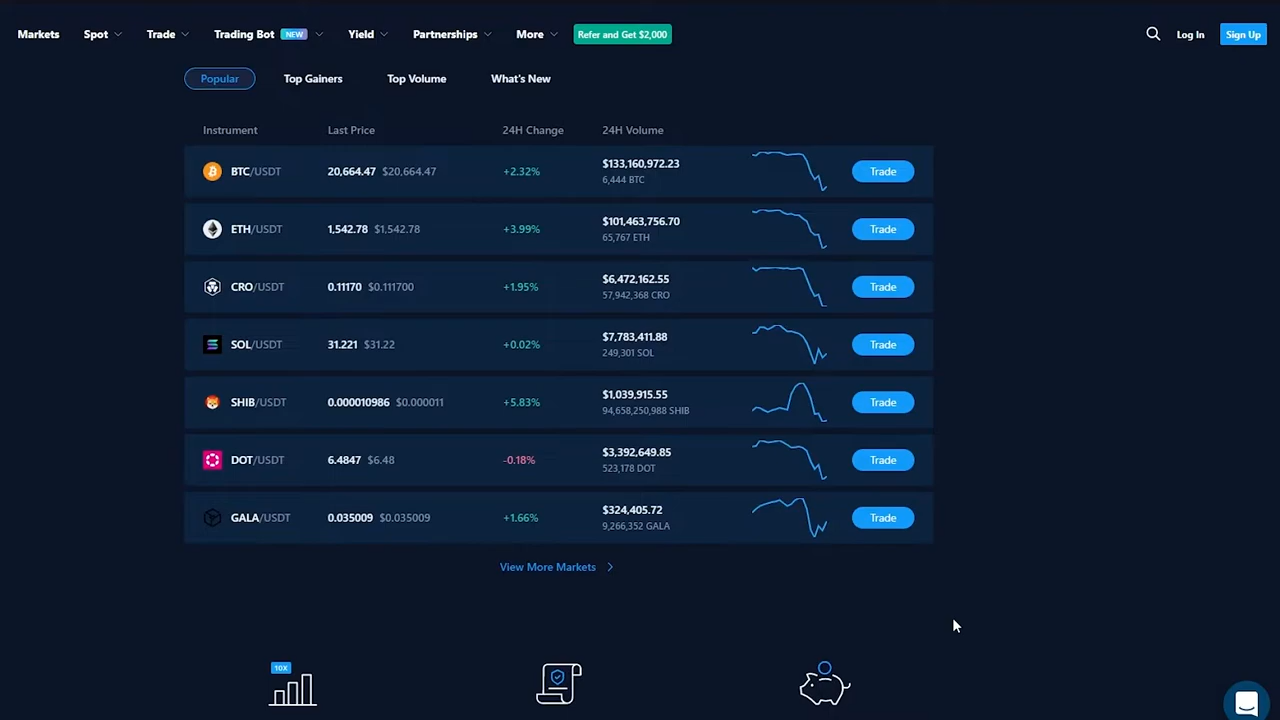 Markets Spot Trade Trading Bot NEW Yield Partnerships More Refer and Get $2,000 Log In Sign Up
Popular Top Gainers Top Volume What's New
Instrument Last Price 24H Change 24H Volume
BTC/USDT 20,664.47 $20,664.47 +2.32% $133,160,972.23 Trade
6,444 BTC
ETH/USDT 1,542.78 $1,542.78 +3.99% $101,463,756.70 Trade
65,767 ETH
CRO/USDT 0.11170 $0.111700 +1.95% $6,472,162.55 Trade
57,942,368 CRO
SOL/USDT 31.221 $31.22 +0.02% $7,783,411.88 Trade
249,301 SOL
SHIB/USDT 0.000010986 $0.000011 +5.83% $1,039,915.55 Trade
94,658,250,988 SHIB
DOT/USDT 6.4847 $6.48 -0.18% $3,392,649.85 Trade
523,178 DOT
GALA/USDT 0.035009 $0.035009 +1.66% $324,405.72 Trade
9,266,352 GALA
View More Markets
10X